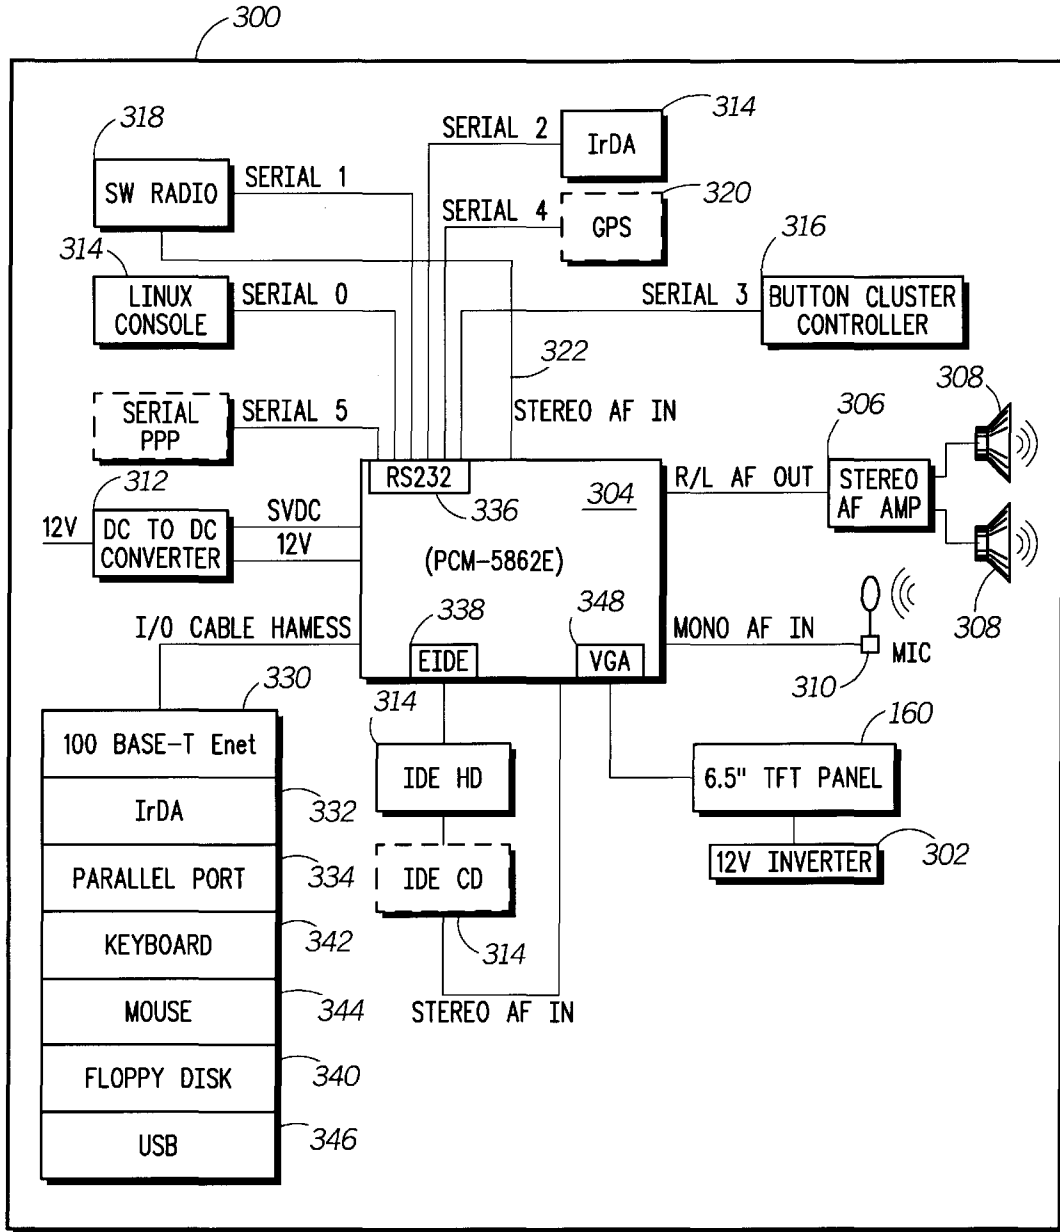 300
318
SW RADIO
SERIAL 1
SERIAL 2
IrDA
314
SERIAL 4
GPS
320
314
LINUX
CONSOLE
SERIAL 0
SERIAL 3
316
BUTTON CLUSTER
CONTROLLER
322
STEREO AF IN
SERIAL
PPP
SERIAL 5
308
306
312
12V
DC TO DC
CONVERTER
SVDC
12V
RS232
336
304
(PCM-5862E)
R/L AF OUT
STEREO
AF AMP
308
I/O CABLE HAMESS
338
EIDE
348
VGA
MONO AF IN
MIC
310
330
100 BASE-T Enet
IrDA
332
PARALLEL PORT
334
KEYBOARD
342
MOUSE
344
FLOPPY DISK
340
USB
346
314
IDE HD
IDE CD
314
STEREO AF IN
160
6.5" TFT PANEL
12V INVERTER
302